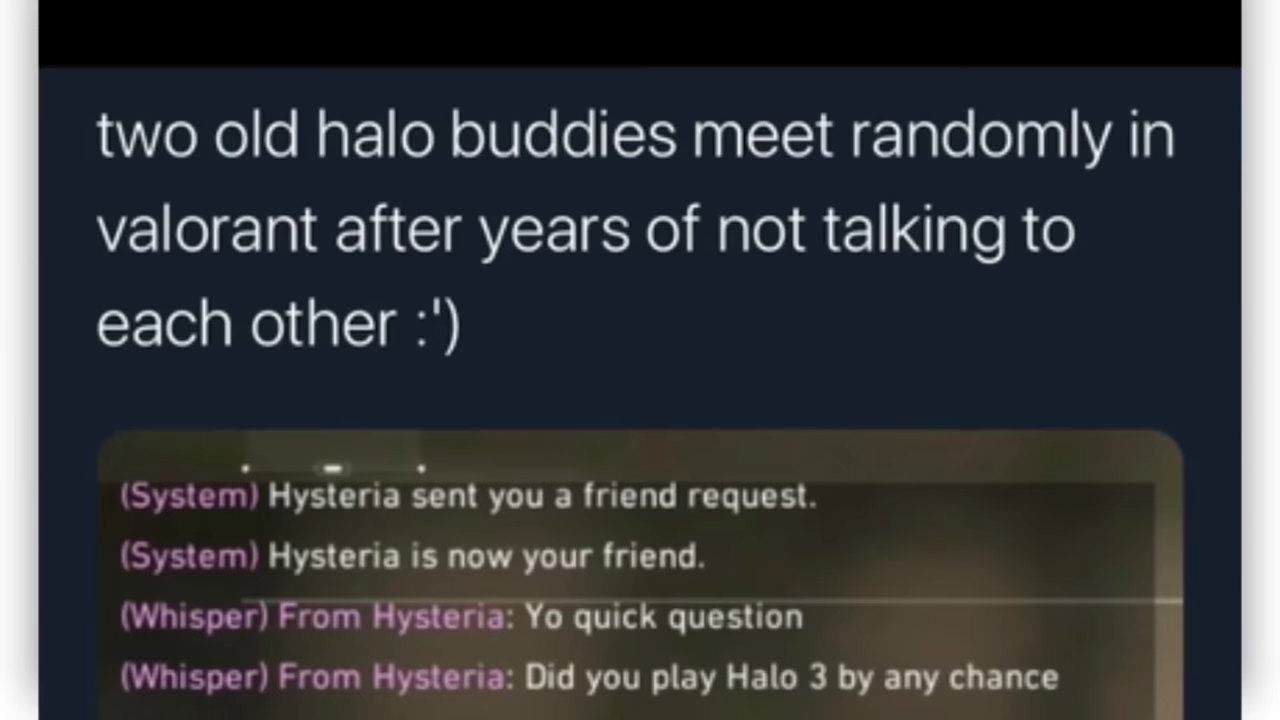 two old halo buddies meet randomly in
valorant after years of not talking to
each other :')
(System) Hysteria sent you a friend request.
(System) Hysteria is now your friend.
(Whisper) From Hysteria: Yo quick question
(Whisper) From Hysteria: Did you play Halo 3 by any chance